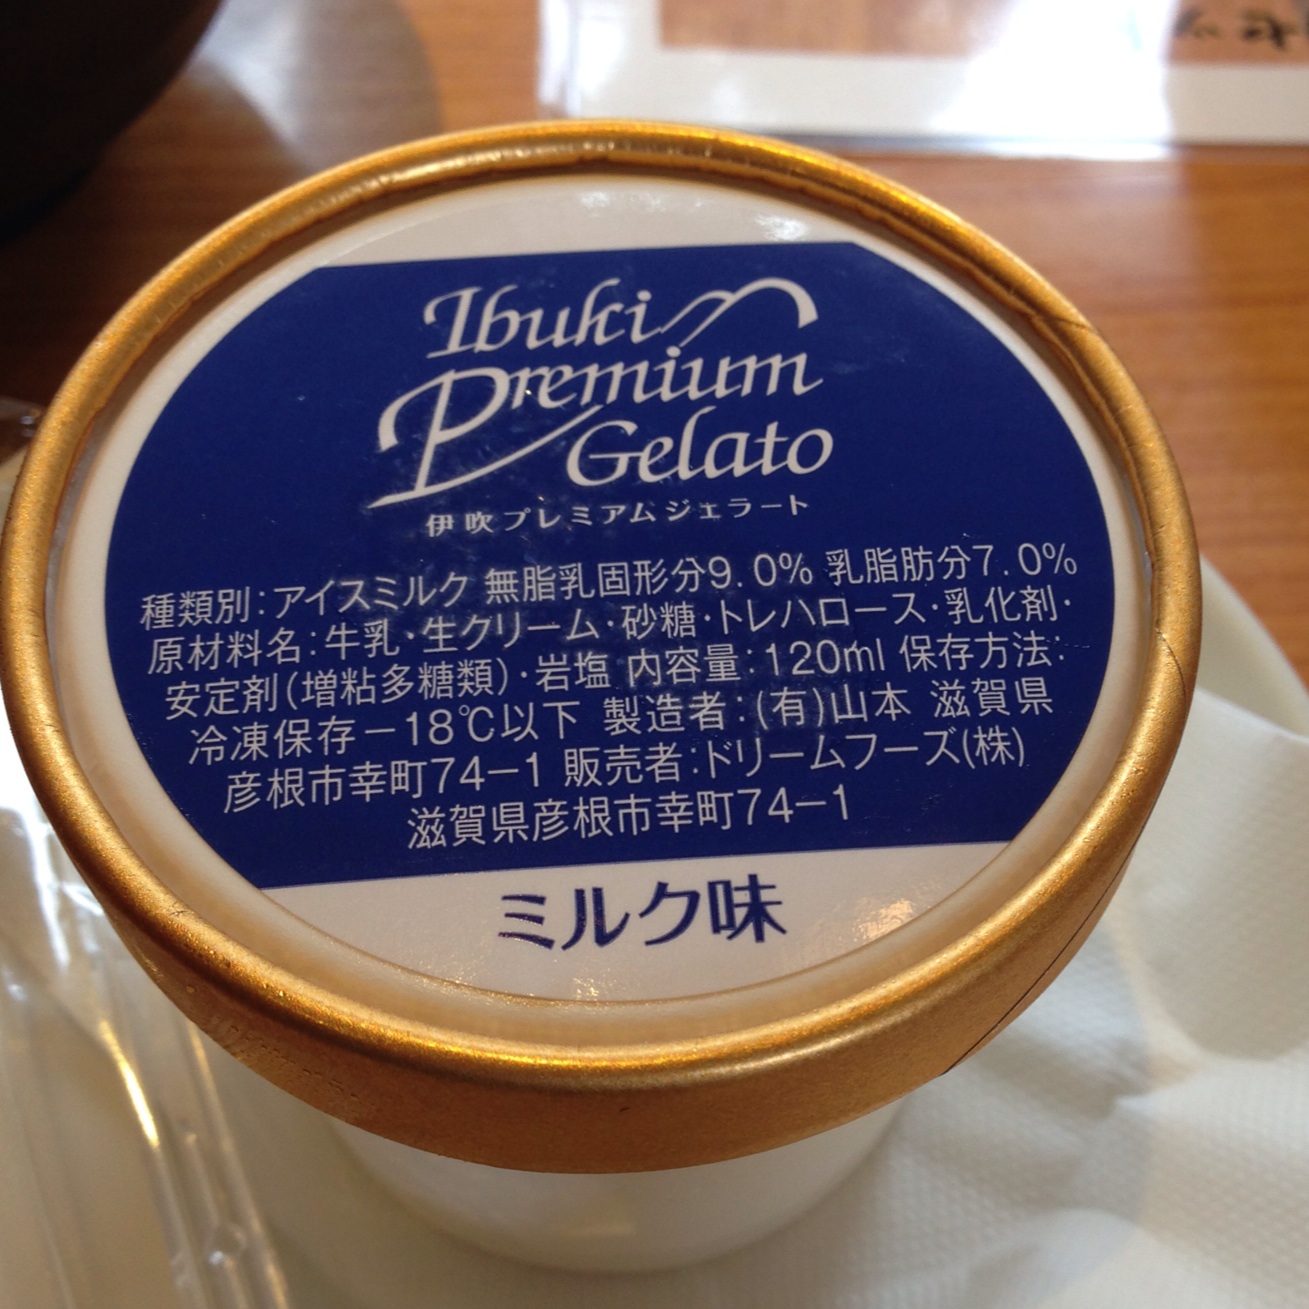 Ibuki
Premium
Gelato
伊吹プレミアムジェラート
種類別:アイスミルク 無脂乳固形分9.0% 乳脂肪分7.0%
原材料名:牛乳・生クリーム・砂糖・トレハロース・乳化剤・
安定剤(増粘多糖類)・岩塩 内容量:120ml 保存方法:
冷凍保存－18℃以下 製造者:(有)山本 滋賀県
彦根市幸町74－1 販売者:ドリームフーズ(株)
滋賀県彦根市幸町74－1
ミルク味